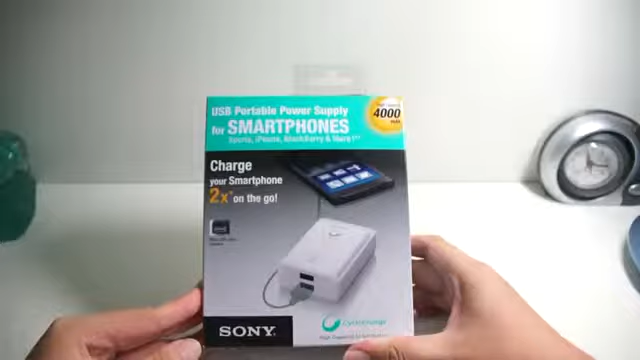 USB Portable Power Supply
4000
for SMARTPHONES
Xperia, iPhone, BlackBerry & More!
Charge
your Smartphone
2x on the go!
SONY